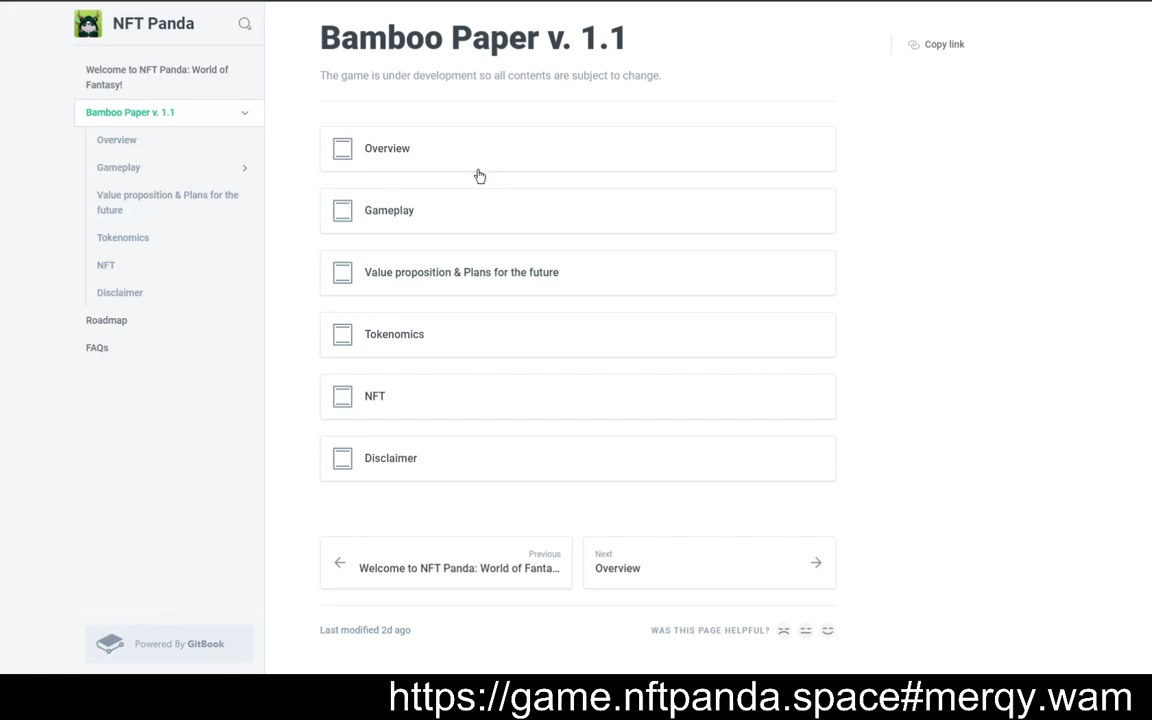 NFT Panda
Welcome to NFT Panda: World of
Fantasy!
Bamboo Paper v. 1.1
Overview
Gameplay
Value proposition & Plans for the
future
Tokenomics
NFT
Disclaimer
Roadmap
FAQs
Powered By GitBook
Bamboo Paper v. 1.1
The game is under development so all contents are subject to change.
Copy link
Overview
Gameplay
Value proposition & Plans for the future
Tokenomics
NFT
Disclaimer
Previous
Welcome to NFT Panda: World of Fanta...
Next
Overview
Last modified 2d ago
WAS THIS PAGE HELPFUL?
https://game.nftpanda.space#merqy.wam